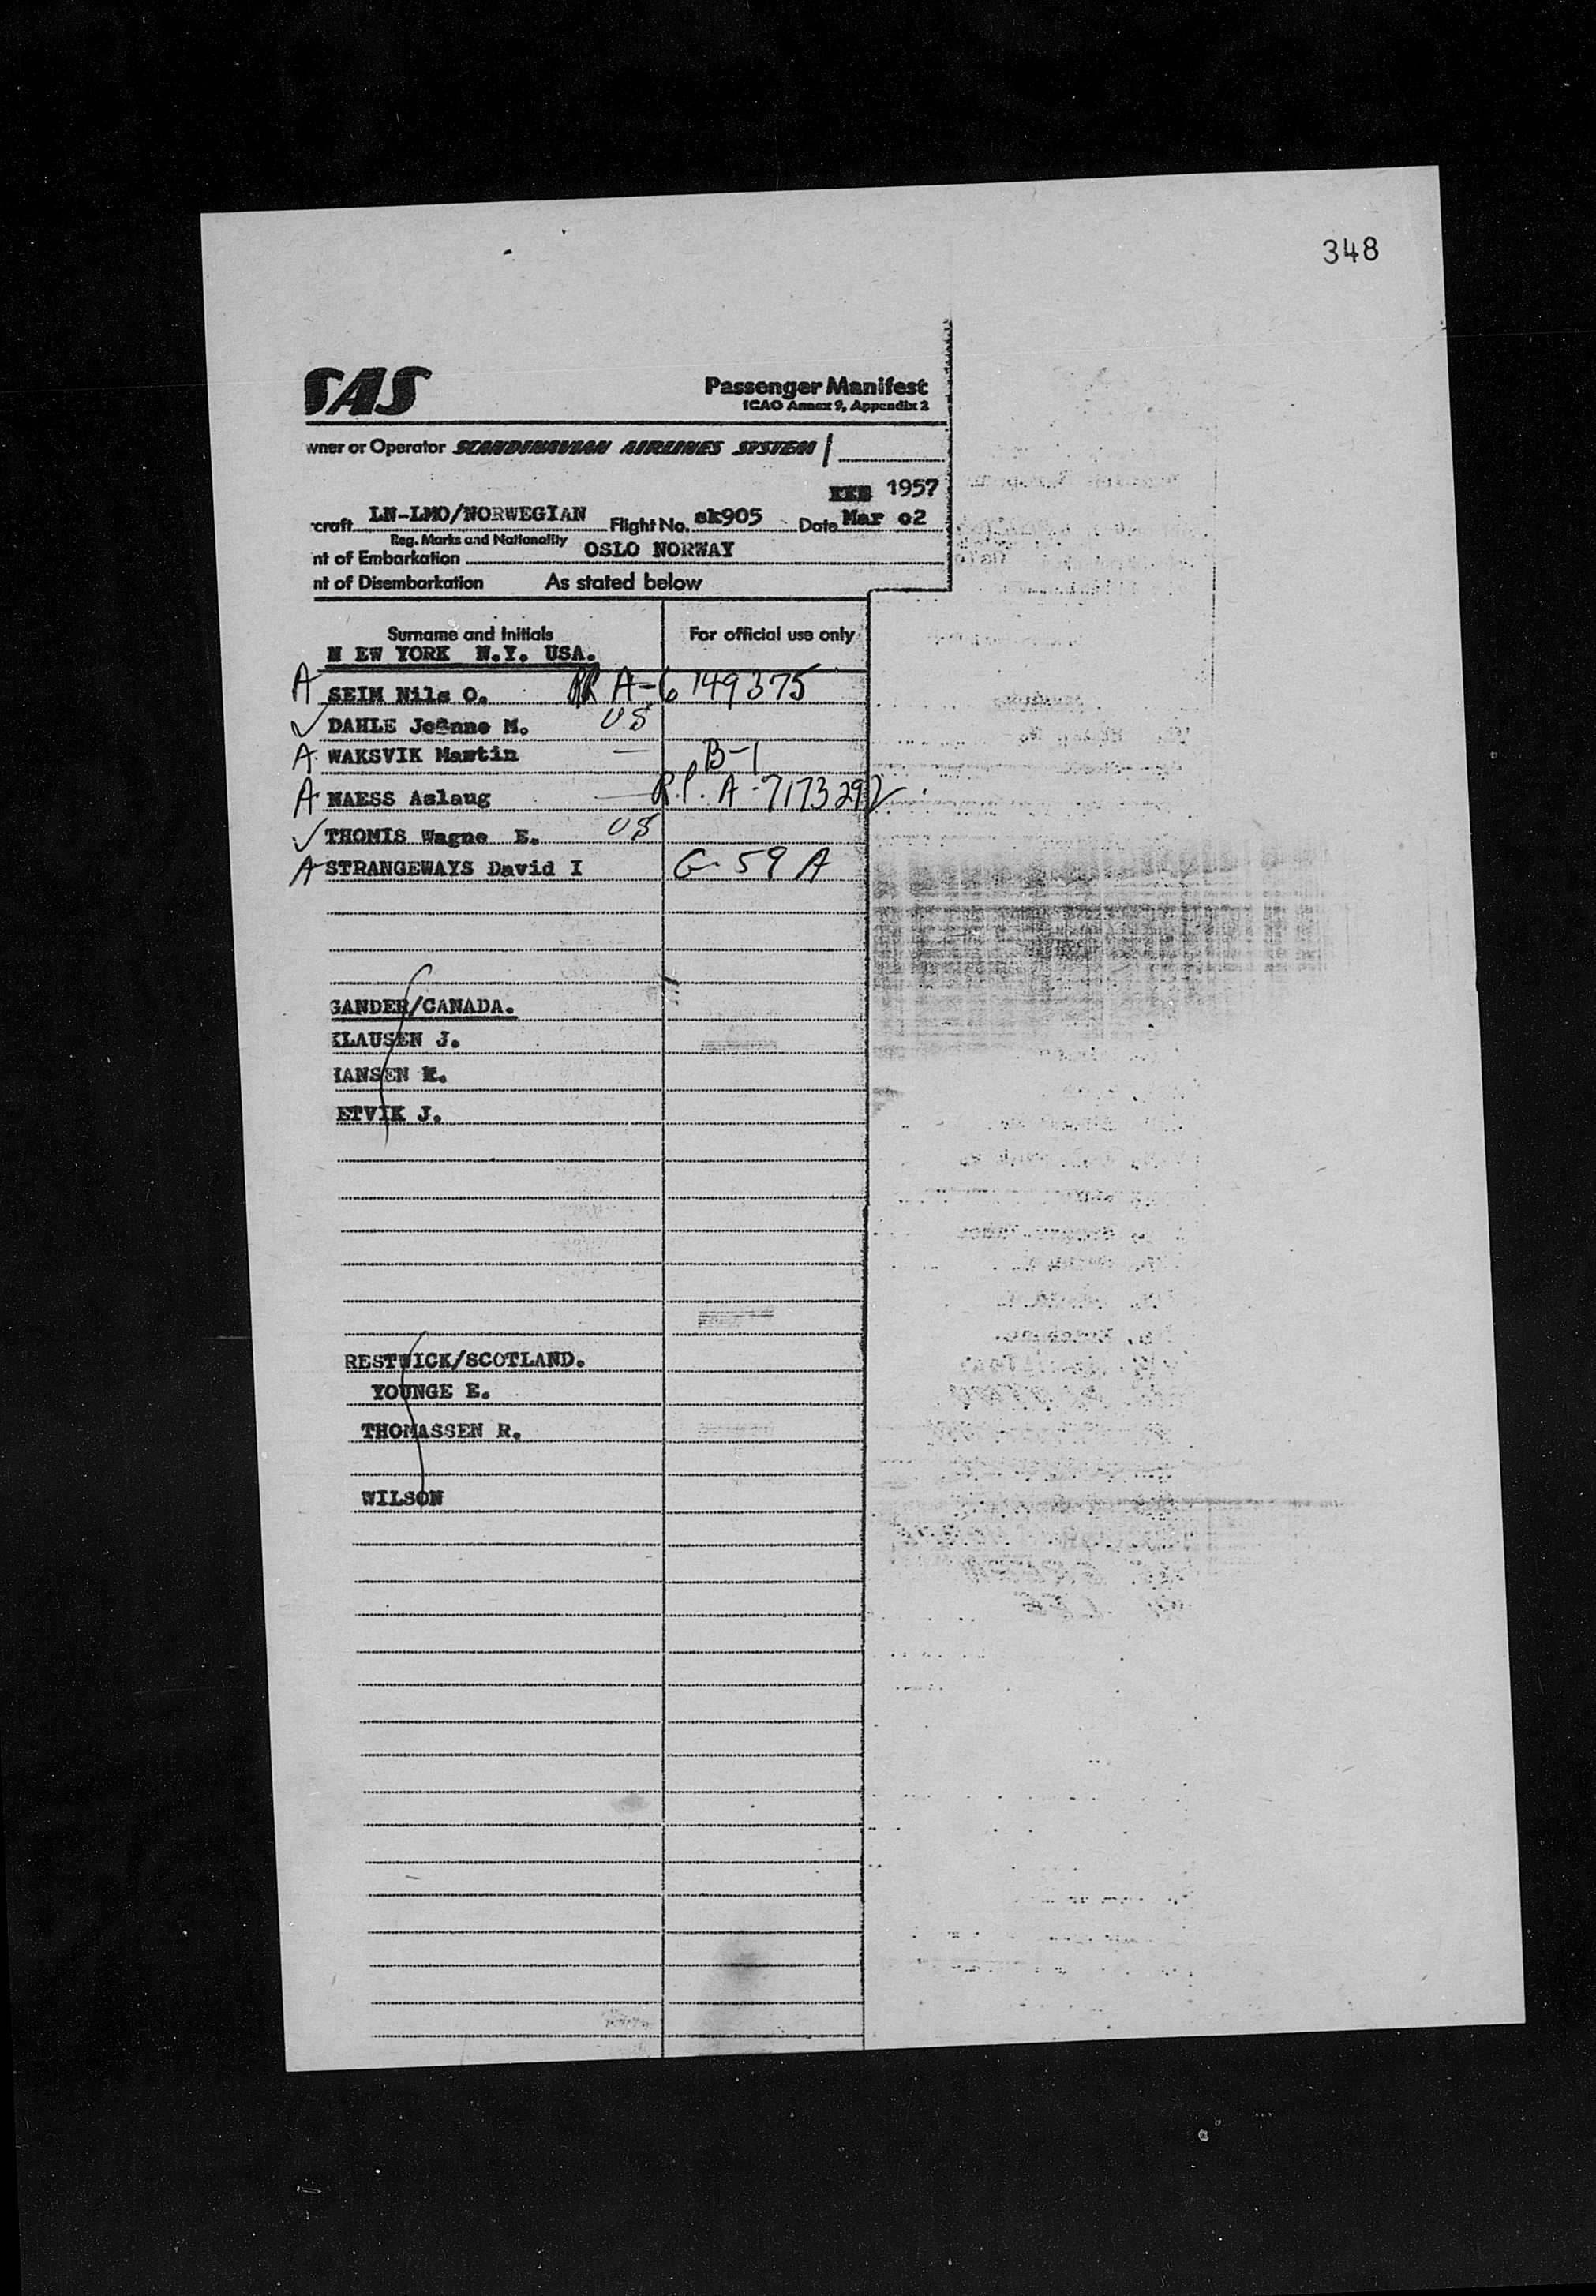 348
SAS
Passenger Manifest
ICAO Annex 9, Appendix 2
wner or Operator SCANDINAVIAN AIRLINES SYSTEM
1957
craft LN-LMO/NORWEGIAN Flight No. sk905 Date Mar 02
Reg. Marks and Nationality
nt of Embarkation OSLO NORWAY
nt of Disembarkation As stated below
Surname and Initials For official use only
N EW YORK N.Y. USA.
A SEIM Nils O. A-6 149375
✓ DAHLE Jeanne M. US
A WAKSVIK Martin — B-1
A NAESS Aslaug — R.P. A-7173292
✓ THOMIS Wagne E. US
A STRANGEWAYS David I G-59 A
GANDER/CANADA.
KLAUSEN J.
HANSEN K.
ETVIK J.
RESTWICK/SCOTLAND.
YOUNGE E.
THOMASSEN R.
WILSON